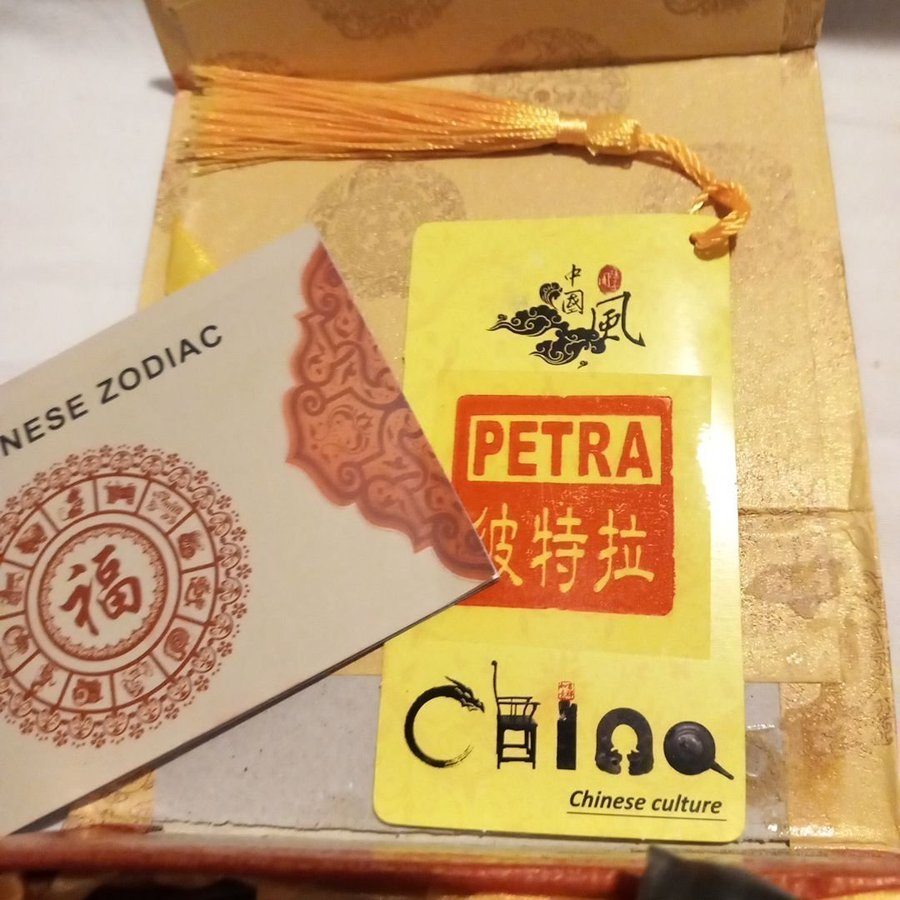 NESE ZODIAC
福
中國
風
PETRA
彼特拉
China
Chinese culture